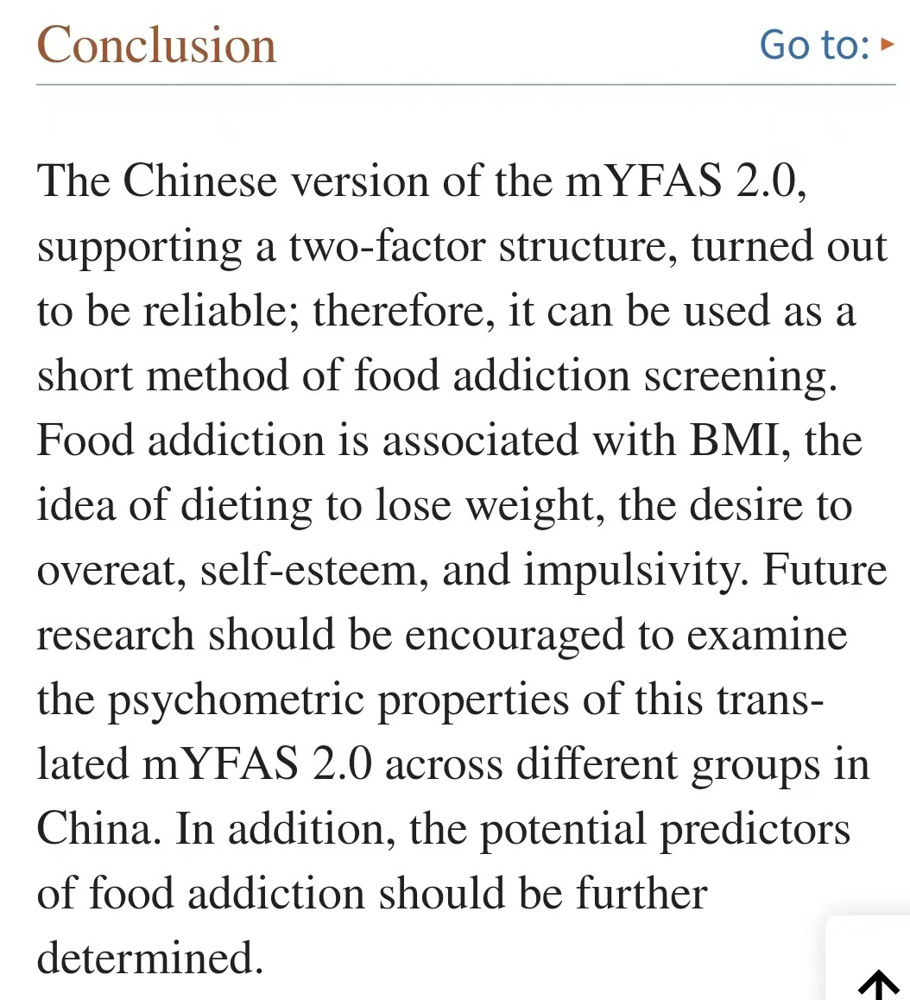 Conclusion
Go to:
The Chinese version of the mYFAS 2.0,
supporting a two-factor structure, turned out
to be reliable; therefore, it can be used as a
short method of food addiction screening.
Food addiction is associated with BMI, the
idea of dieting to lose weight, the desire to
overeat, self-esteem, and impulsivity. Future
research should be encouraged to examine
the psychometric properties of this trans-
lated mYFAS 2.0 across different groups in
China. In addition, the potential predictors
of food addiction should be further
determined.